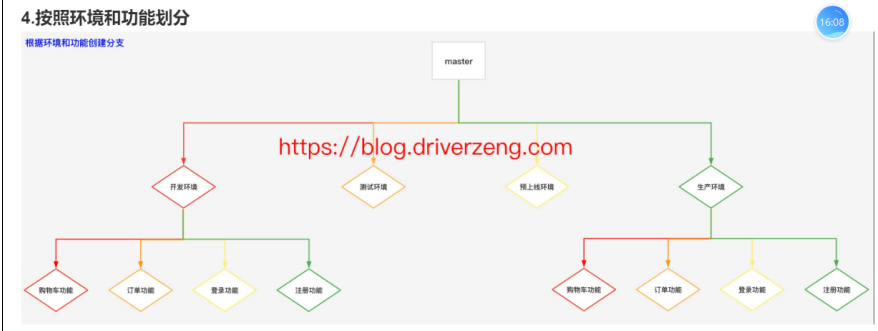 4.按照环境和功能划分
16:08
根据环境和功能创建分支
master
https://blog.driverzeng.com
开发环境
测试环境
预上线环境
生产环境
购物车功能
订单功能
登录功能
注册功能
购物车功能
订单功能
登录功能
注册功能